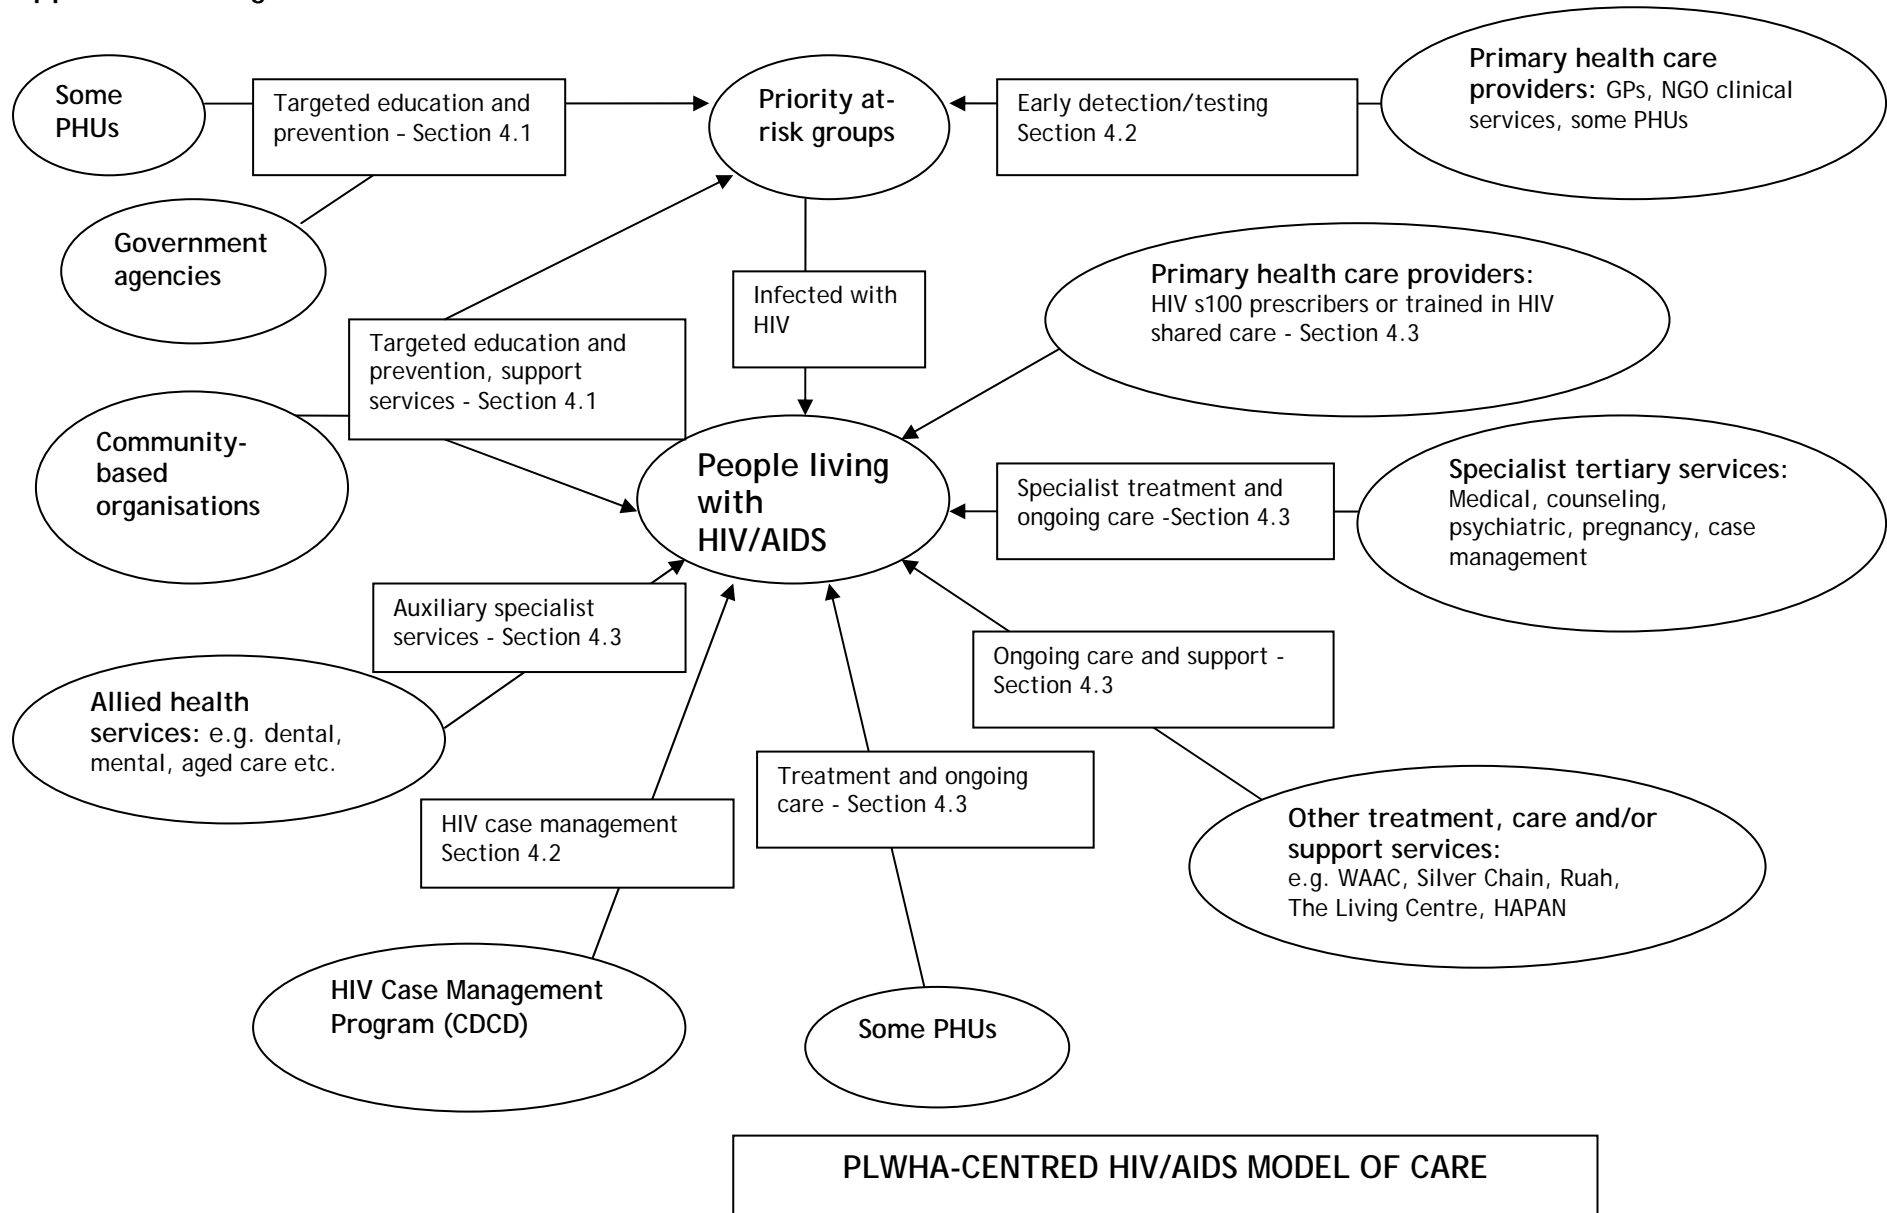 Some
PHUs
Targeted education and
prevention – Section 4.1
Priority at-
risk groups
Early detection/testing
Section 4.2
Primary health care
providers: GPs, NGO clinical
services, some PHUs
Government
agencies
Infected with
HIV
Primary health care providers:
HIV s100 prescribers or trained in HIV
shared care - Section 4.3
Targeted education and
prevention, support
services - Section 4.1
Community-
based
organisations
People living
with
HIV/AIDS
Specialist treatment and
ongoing care -Section 4.3
Specialist tertiary services:
Medical, counseling,
psychiatric, pregnancy, case
management
Auxiliary specialist
services - Section 4.3
Ongoing care and support -
Section 4.3
Allied health
services: e.g. dental,
mental, aged care etc.
Treatment and ongoing
care - Section 4.3
HIV case management
Section 4.2
Other treatment, care and/or
support services:
e.g. WAAC, Silver Chain, Ruah,
The Living Centre, HAPAN
HIV Case Management
Program (CDCD)
Some PHUs
PLWHA-CENTRED HIV/AIDS MODEL OF CARE